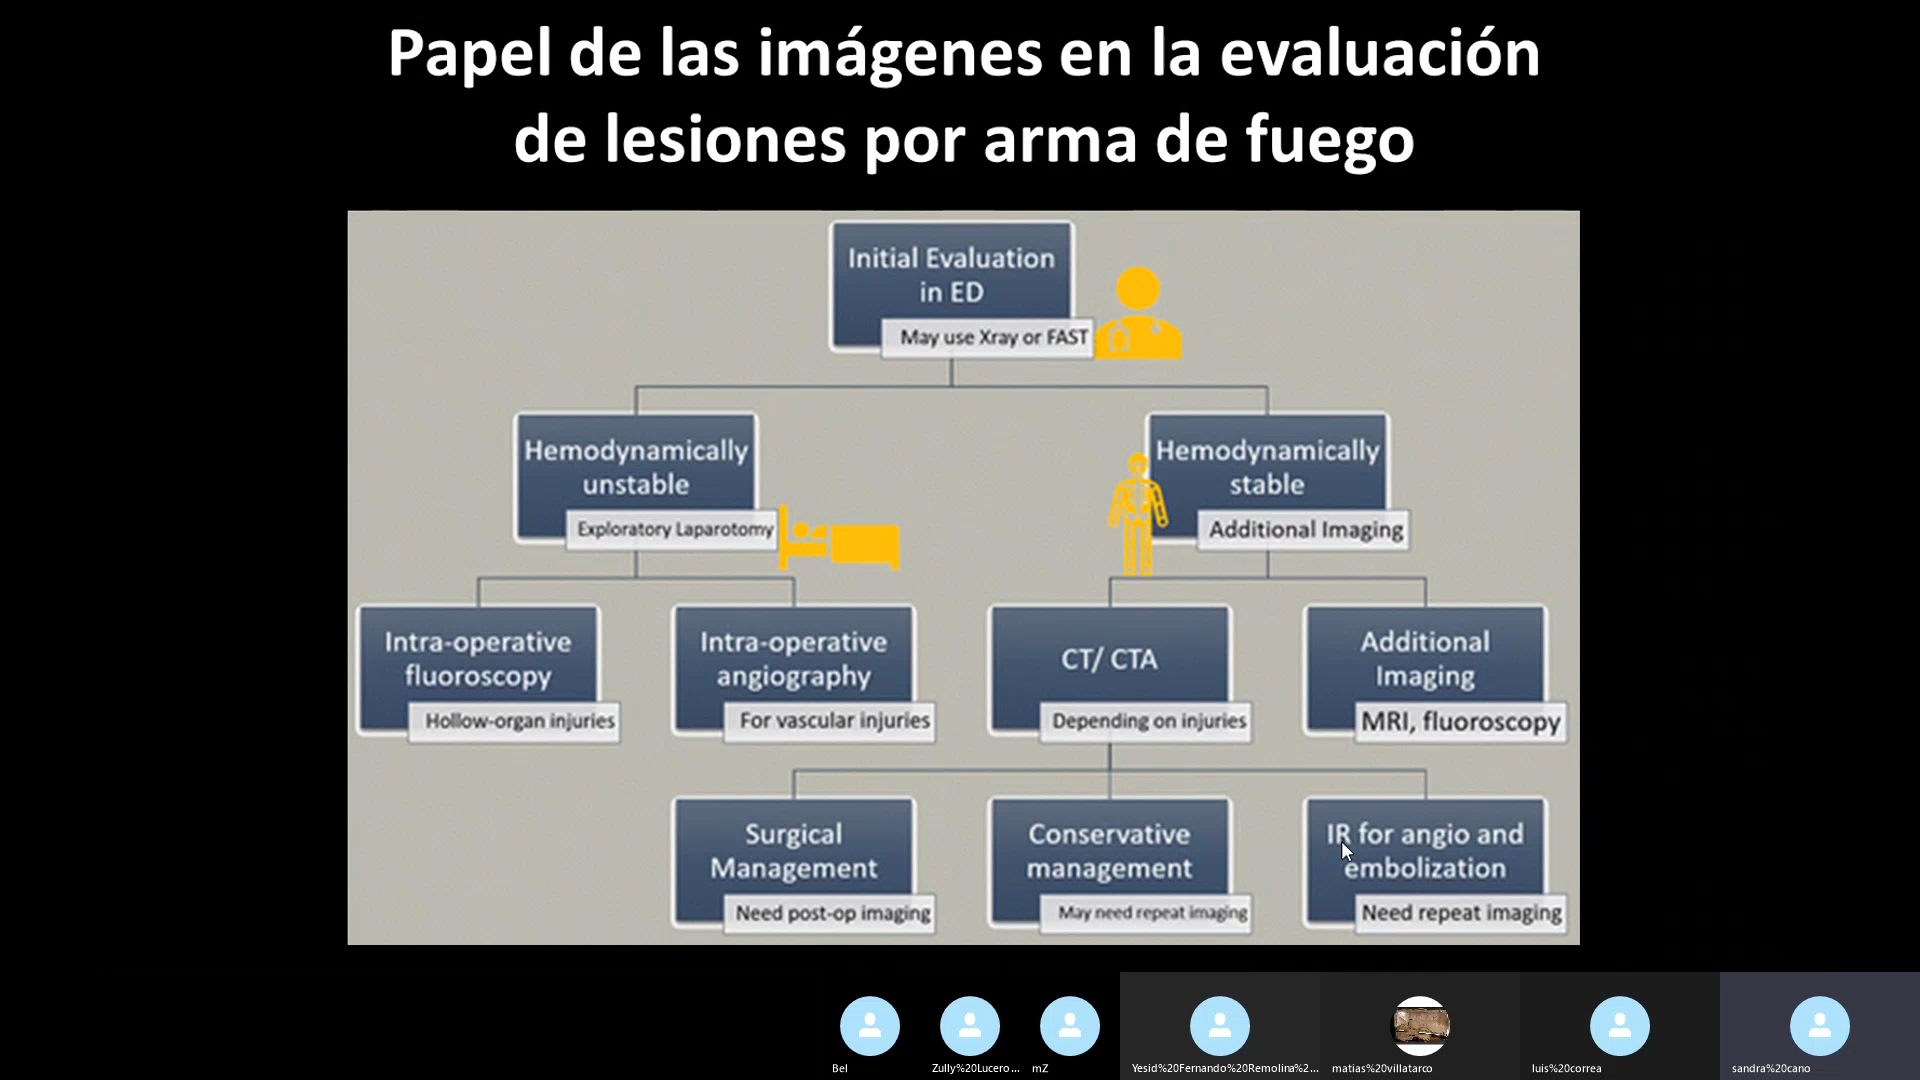 Papel de las imágenes en la evaluación
de lesiones por arma de fuego
Initial Evaluation
in ED
May use Xray or FAST
Hemodynamically
unstable
Exploratory Laparotomy
Hemodynamically
stable
Additional Imaging
Intra-operative
fluoroscopy
Hollow-organ injuries
Intra-operative
angiography
For vascular injuries
CT/ CTA
Depending on injuries
Additional
Imaging
MRI, fluoroscopy
Surgical
Management
Need post-op imaging
Conservative
management
May need repeat imaging
IR for angio and
embolization
Need repeat imaging
Bel
Zully%20Lucero ...
mZ
Yesid%20Fernando%20Remolina%2...
matias%20villatarco
luis%20correa
sandra%20cano